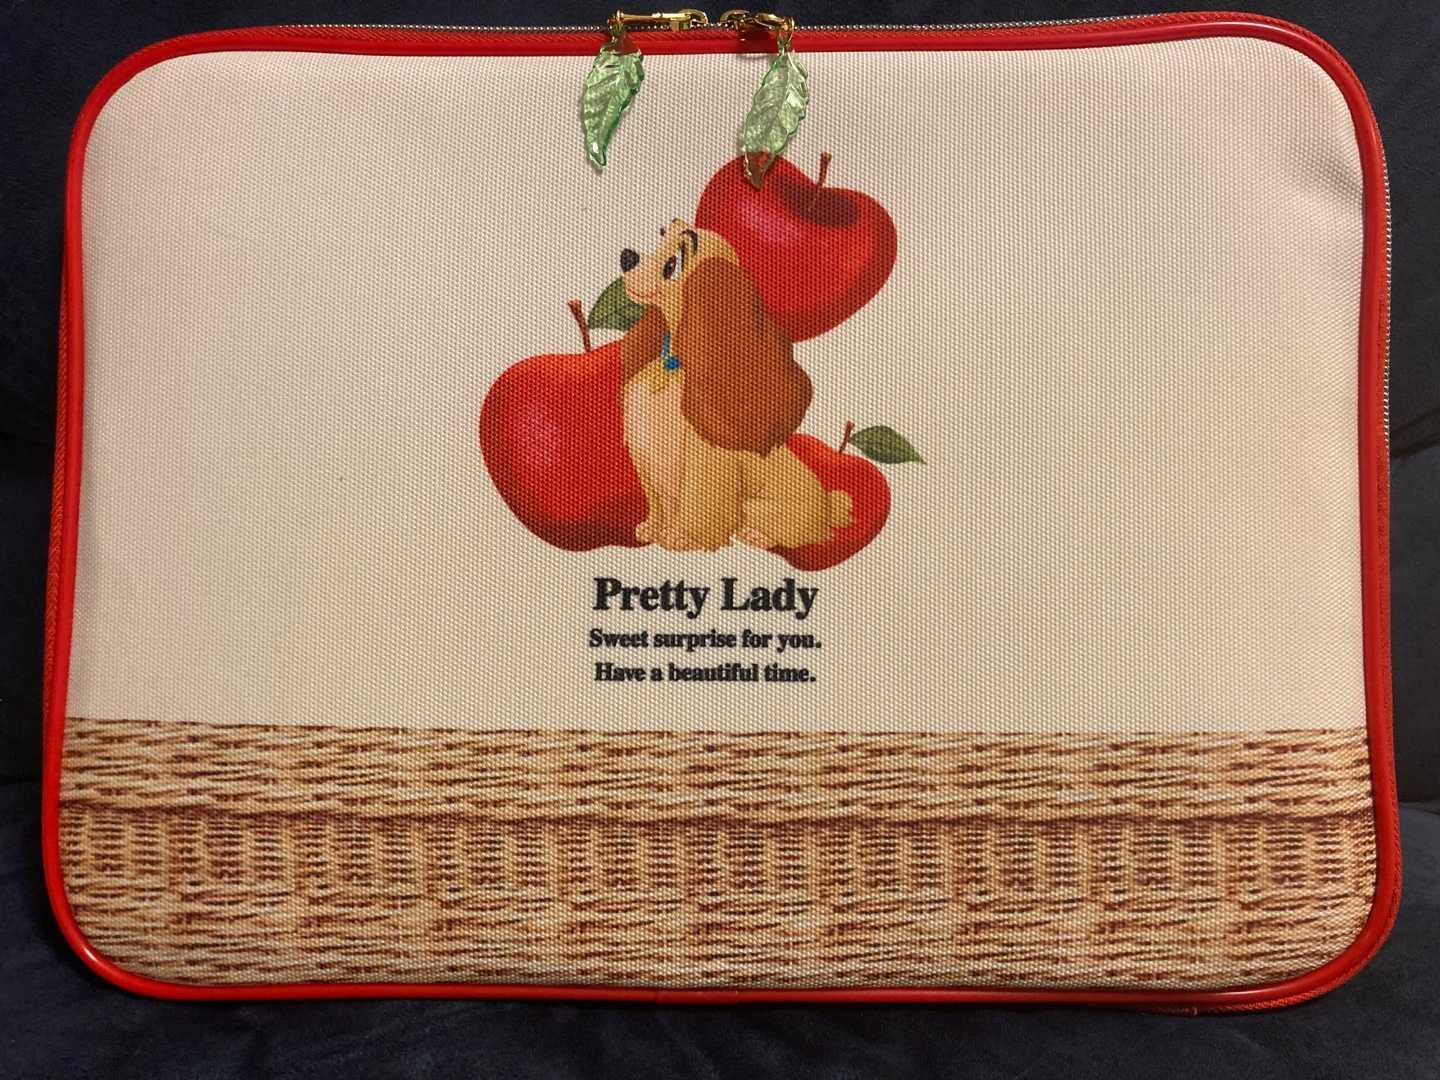 Pretty Lady
Sweet surprise for you.
Have a beautiful time.